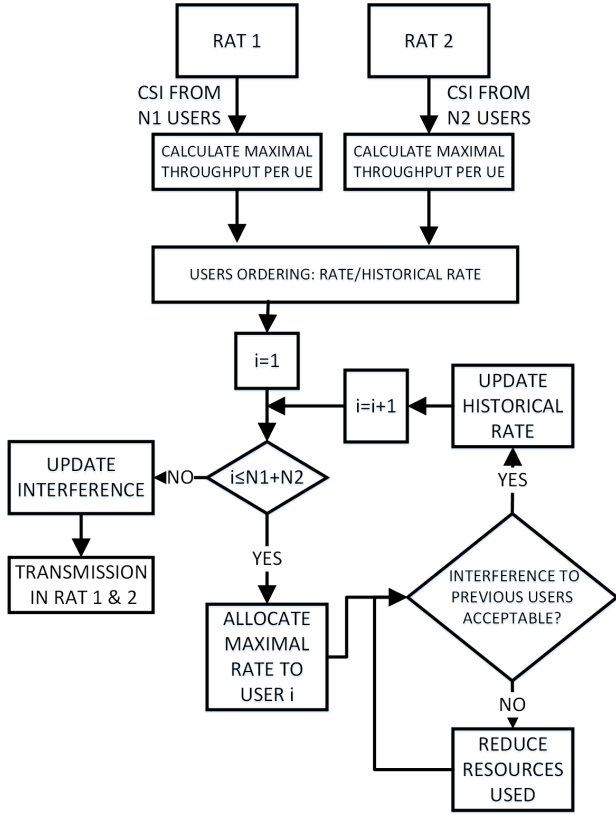 RAT 1
RAT 2
CSI FROM
N1 USERS
CSI FROM
N2 USERS
CALCULATE MAXIMAL
THROUGHPUT PER UE
CALCULATE MAXIMAL
THROUGHPUT PER UE
USERS ORDERING: RATE/HISTORICAL RATE
i=1
i=i+1
UPDATE
HISTORICAL
RATE
UPDATE
INTERFERENCE
NO
i≤N1+N2
YES
YES
TRANSMISSION
IN RAT 1 & 2
ALLOCATE
MAXIMAL
RATE TO
USER i
INTERFERENCE TO
PREVIOUS USERS
ACCEPTABLE?
NO
REDUCE
RESOURCES
USED